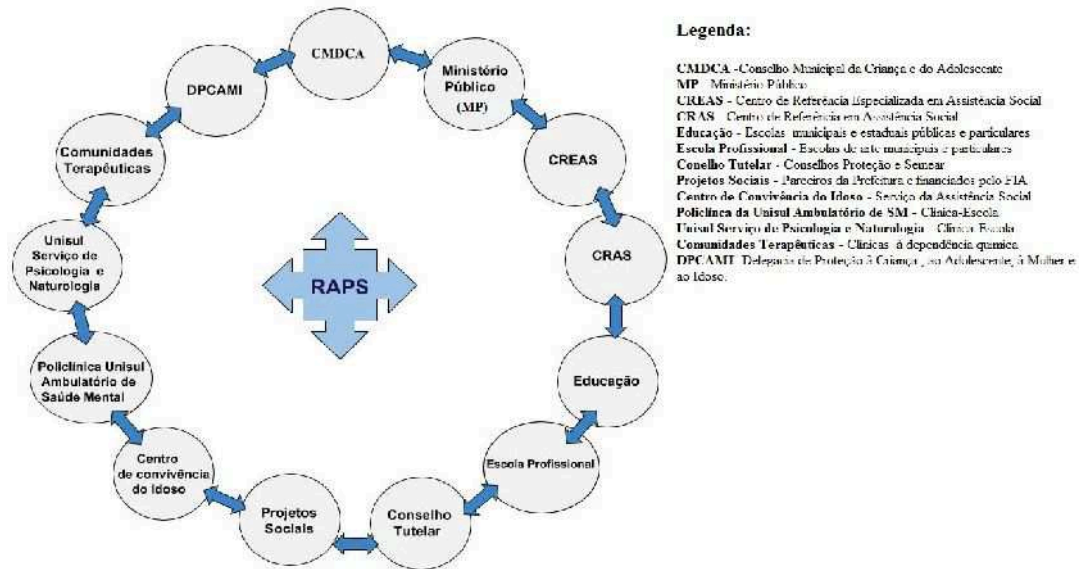 CMDCA
Ministério
Público
(MP)
CREAS
CRAS
Educação
Escola Profissional
Conselho
Tutelar
Projetos
Sociais
Centro
de convivência
do Idoso
Policlínica Unisul
Ambulatório de
Saúde Mental
Unisul
Serviço de
Psicologia e
Naturologia
Comunidades
Terapêuticas
DPCAMI
RAPS
Legenda:
CMDCA -Conselho Municipal da Criança e do Adolescente
MP - Ministério Público
CREAS - Centro de Referência Especializada em Assistência Social
CRAS - Centro de Referência em Assistência Social
Educação - Escolas municipais e estaduais públicas e particulares
Escola Profissional - Escolas de arte municipais e particulares
Conelho Tutelar - Conselhos Proteção e Semear
Projetos Sociais - Parceiros da Prefeitura e financiados pelo FIA
Centro de Convivência do Idoso - Serviço da Assistência Social
Policlínca da Unisul Ambulatório de SM - Clínica-Escola
Unisul Serviço de Psicologia e Naturologia - Clínica Escola
Comunidades Terapêuticas - Clínicas à dependência química
DPCAMI Delegacia de Proteção à Criança , ao Adolescente, à Mulher e
ao Idoso.